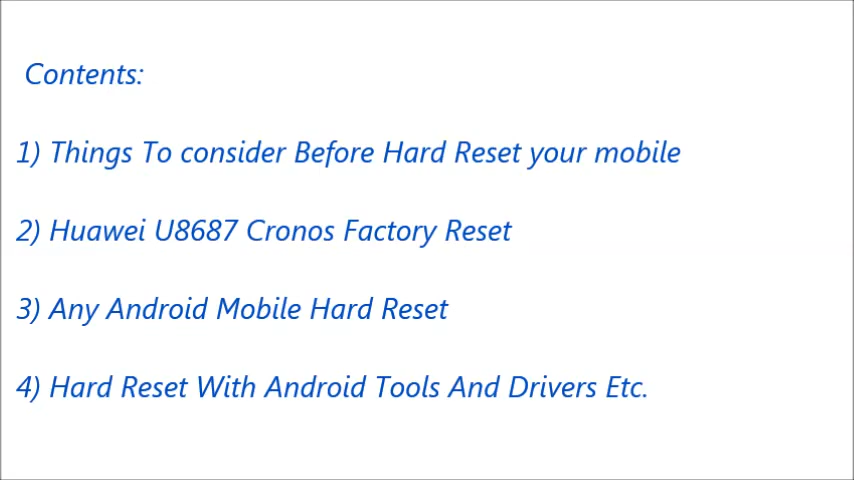 Contents:
1) Things To consider Before Hard Reset your mobile
2) Huawei U8687 Cronos Factory Reset
3) Any Android Mobile Hard Reset
4) Hard Reset With Android Tools And Drivers Etc.